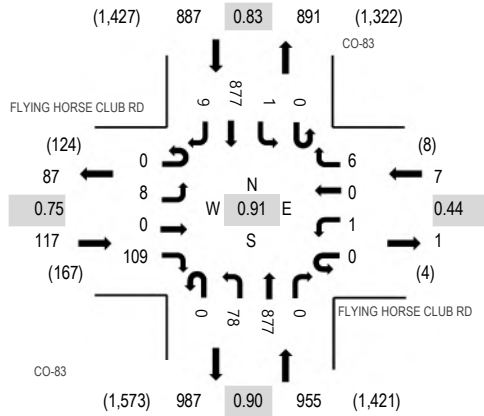 (1,427) 887 0.83 891 (1,322)
CO-83
9 877 1 0
FLYING HORSE CLUB RD
(124) 0 6 (8)
87 8 N 0 7
0.75 W 0.91 E 0.44
117 0 S 1 1
(167) 109 0 (4)
0 78 877 0
FLYING HORSE CLUB RD
CO-83
(1,573) 987 0.90 955 (1,421)